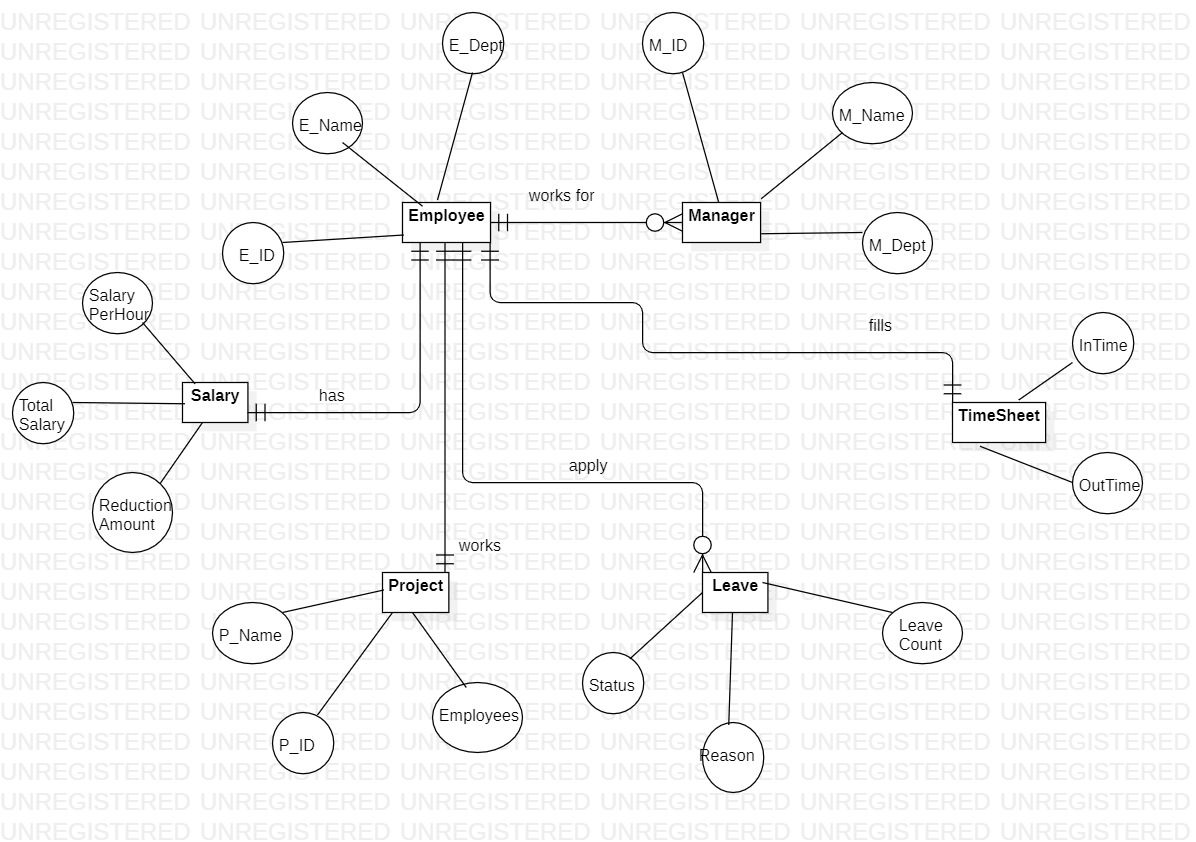 E_Dept
M_ID
M_Name
E_Name
works for
Employee
Manager
E_ID
M_Dept
Salary
PerHour
fills
InTime
Salary
has
Total
Salary
TimeSheet
apply
OutTime
Reduction
Amount
works
Project
Leave
P_Name
Leave
Count
Status
Employees
P_ID
Reason
UNREGISTERED UNREGISTERED UNREGISTERED UNREGISTERED UNREGISTERED UNREGISTERED